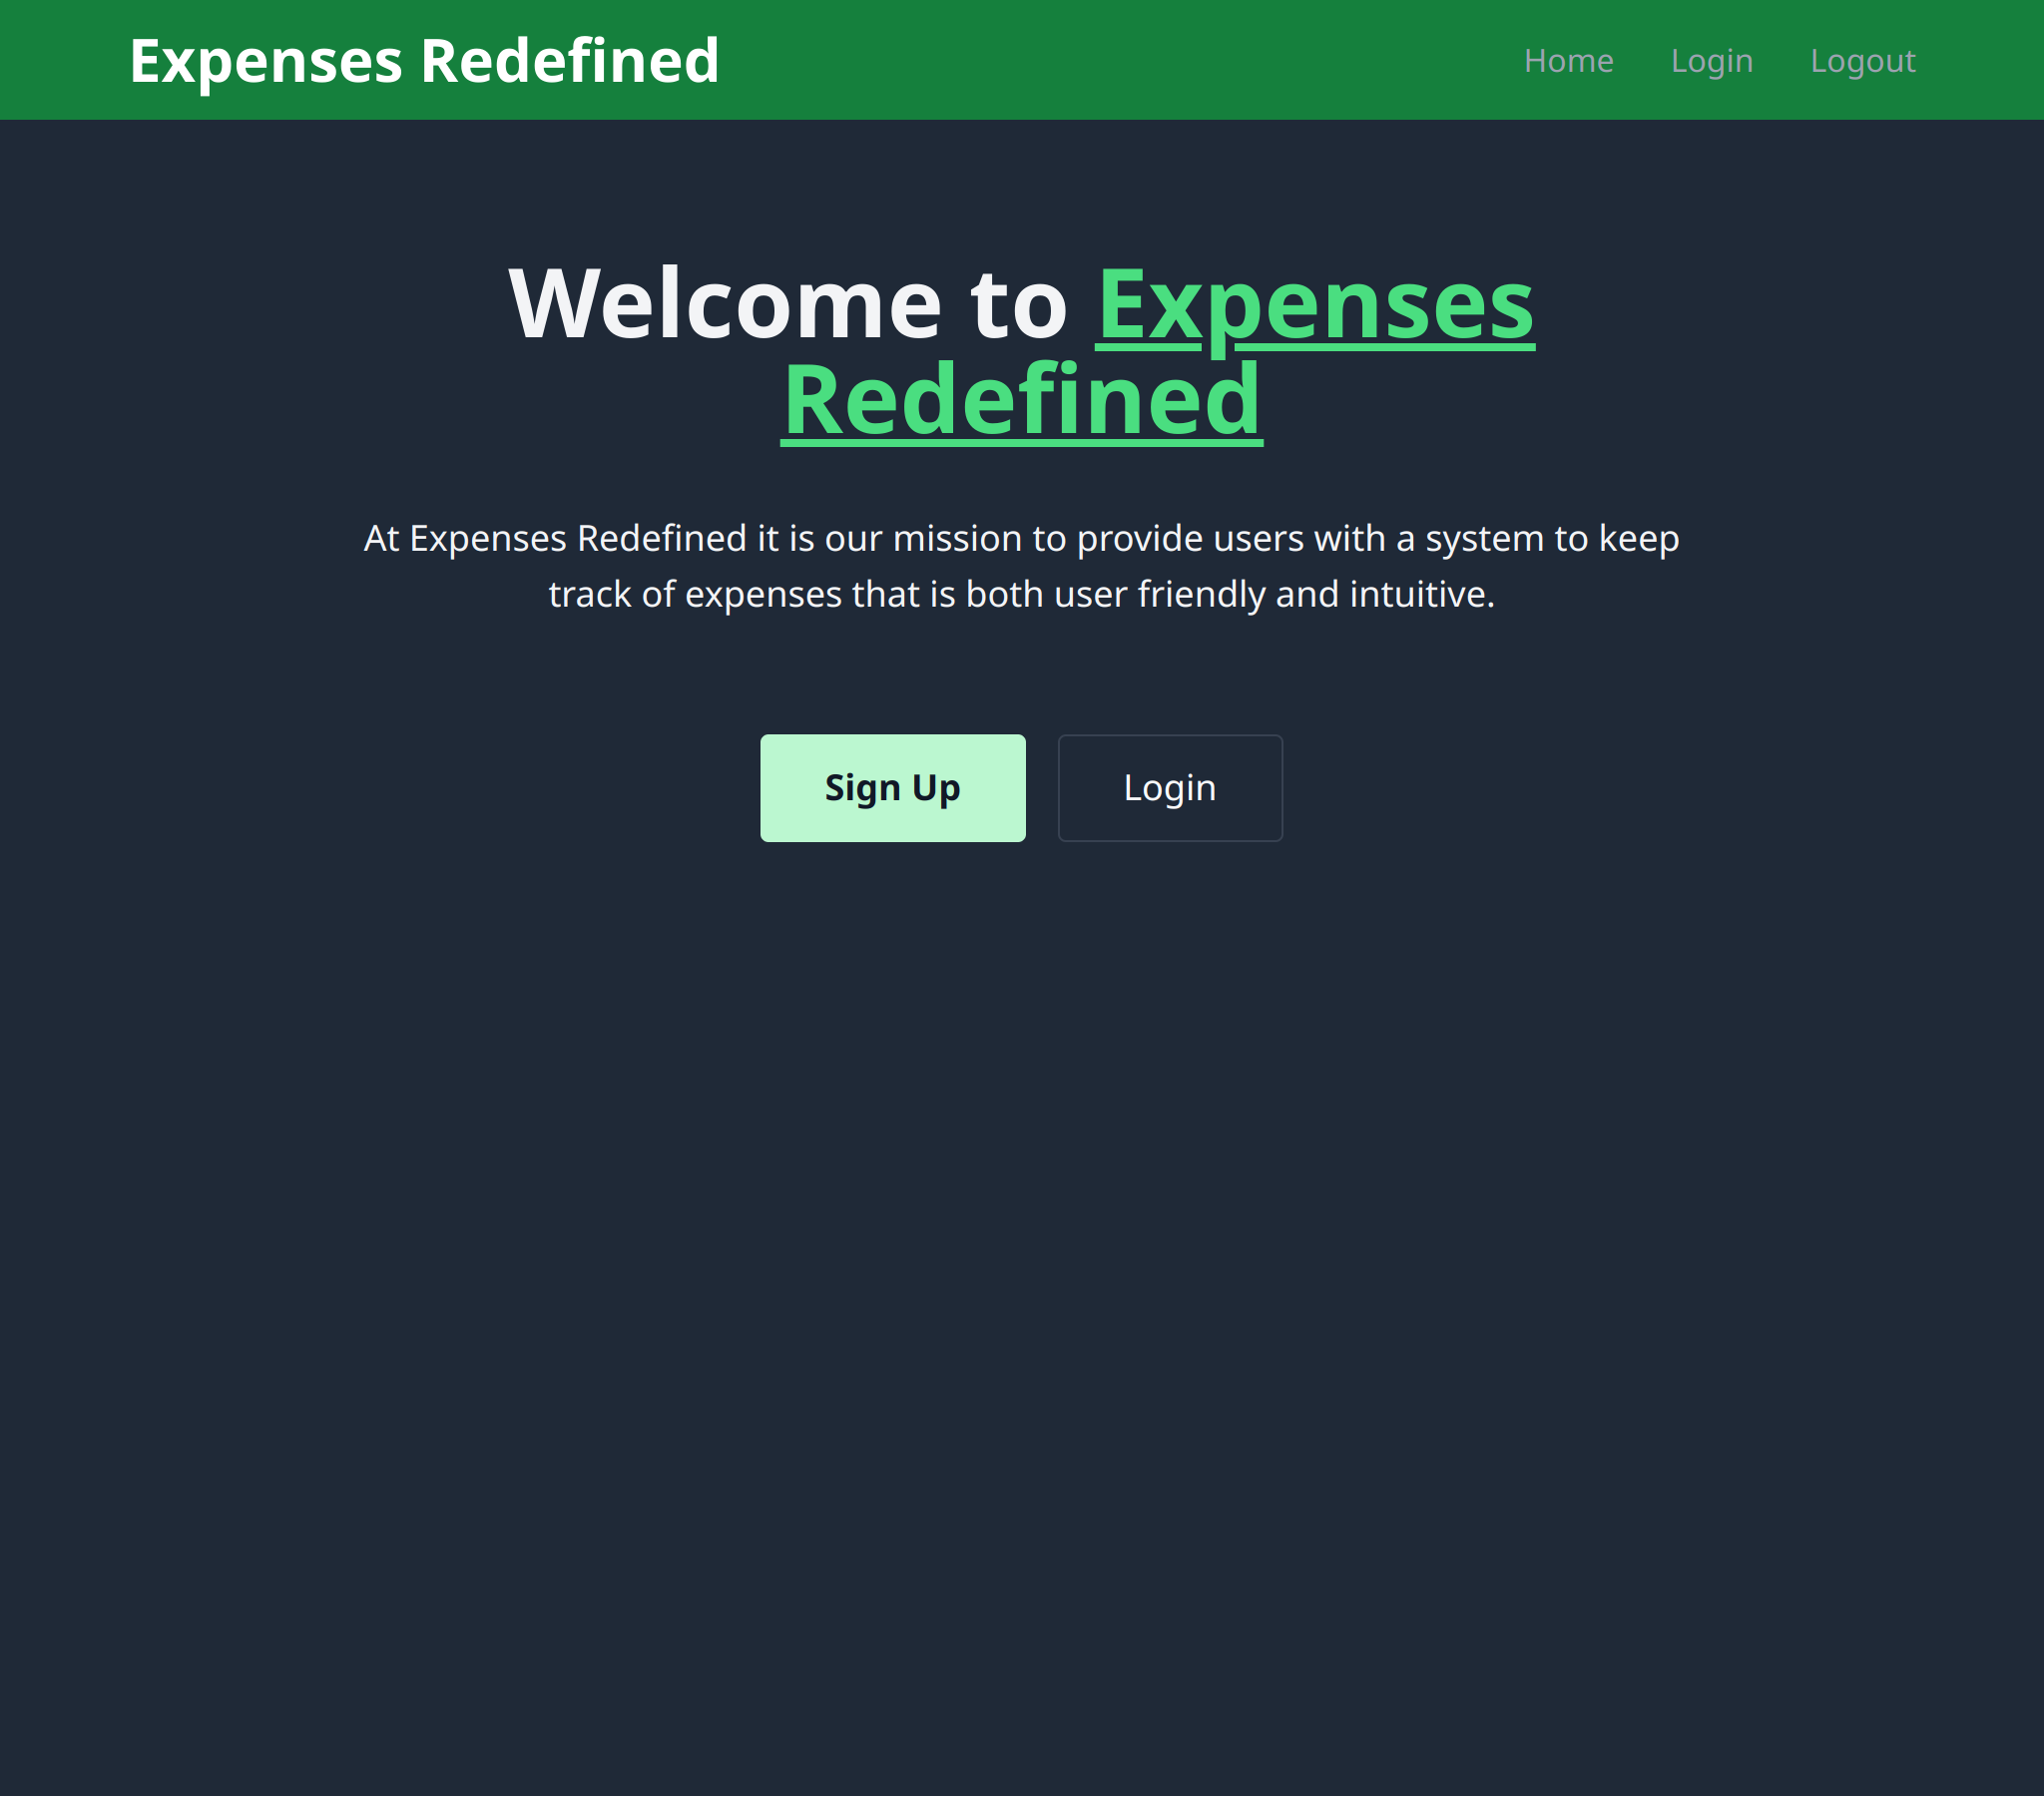 Expenses Redefined
Home Login Logout
Welcome to Expenses
Redefined
At Expenses Redefined it is our mission to provide users with a system to keep
track of expenses that is both user friendly and intuitive.
Sign Up Login